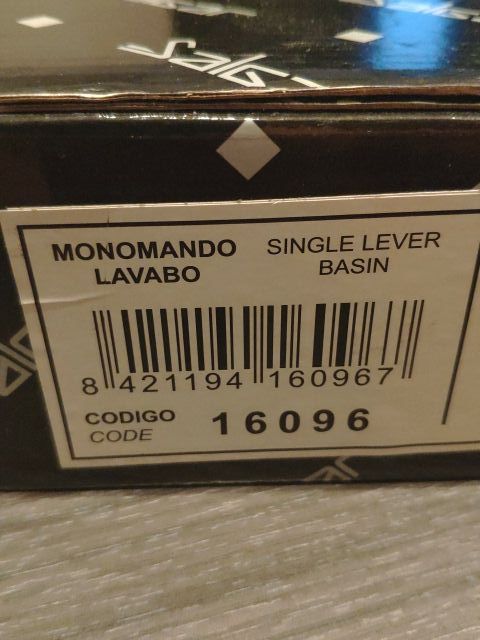 MONOMANDO
LAVABO
SINGLE LEVER
BASIN
8 421194 160967
CODIGO
CODE
16096